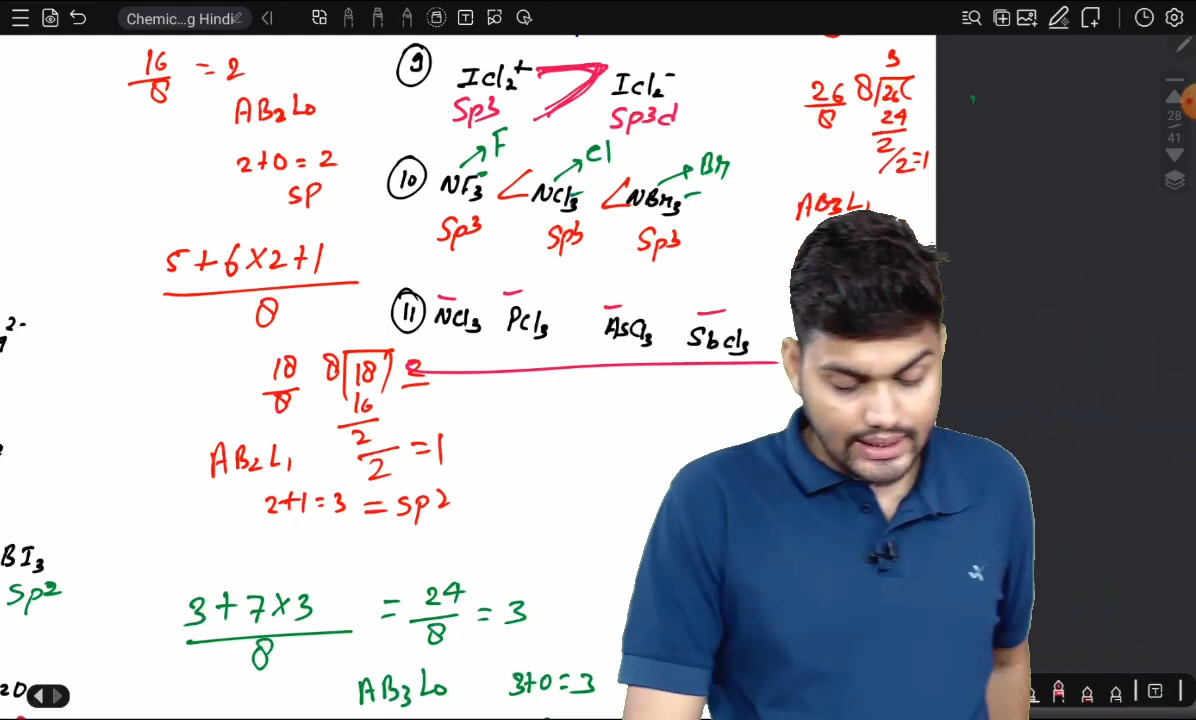 Chemic...g Hindi
28
41
16/8 = 2
AB2L0
2+0=2
SP
5+6×2+1
8
18/8 8√18 2
16
2/2 = 1
AB2L1
2+1=3 = SP2
⑨ Icl2+ > Icl2-
SP3 SP3d
F Cl Br
⑩ NF3 < NCl3 < NBr3
SP3 SP3 SP3
⑪ NCl3 PCl3 AsCl3 SbCl3
3
26/8 8√26
24
2/2=1
AB3L1
2-
BI3
SP2
3+7×3 = 24/8 = 3
8
AB3L0 3+0=3